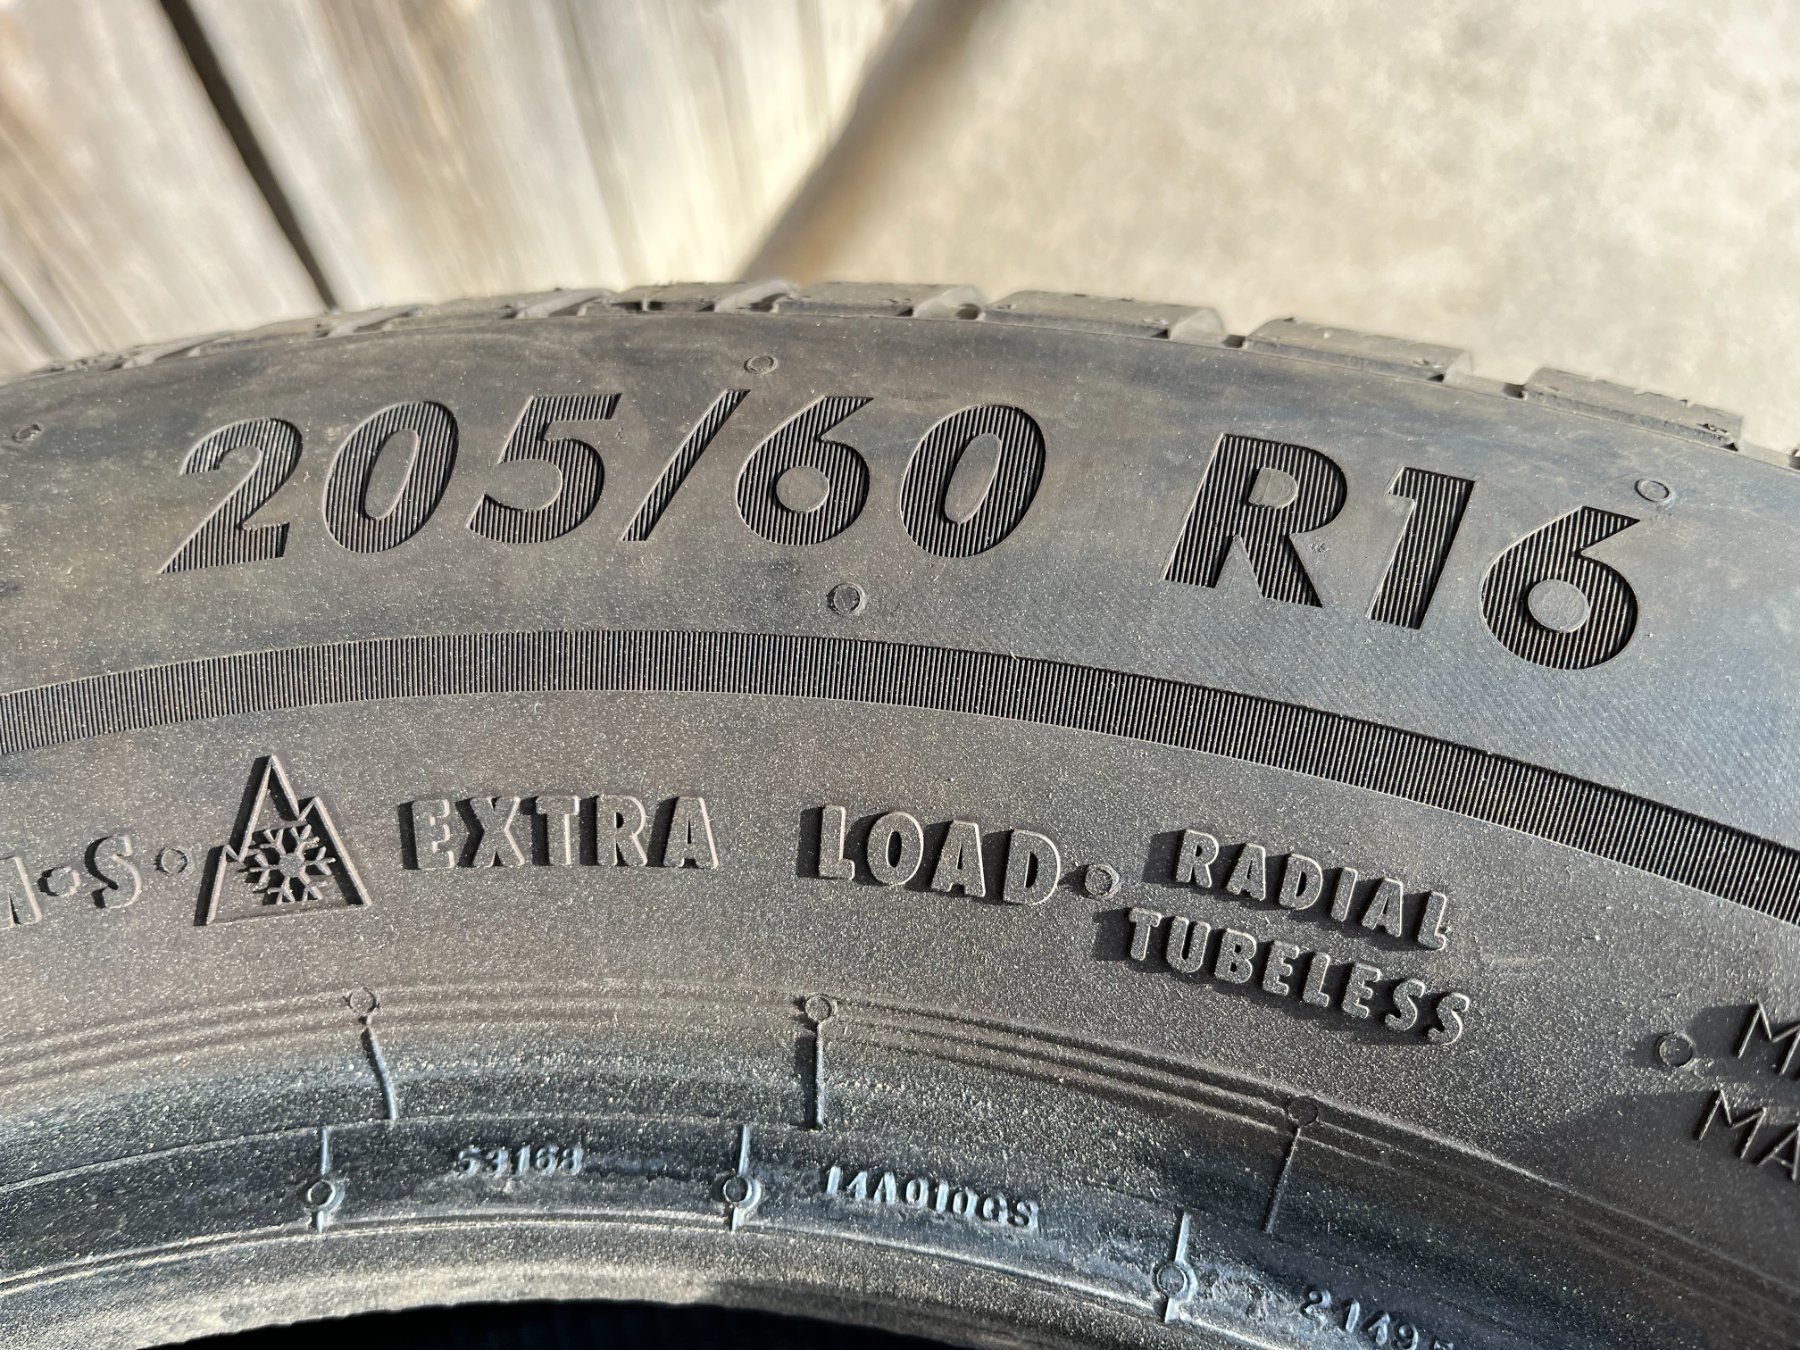 205/60 R16
M·S· EXTRA LOAD· RADIAL
TUBELESS
53168
14A010GS